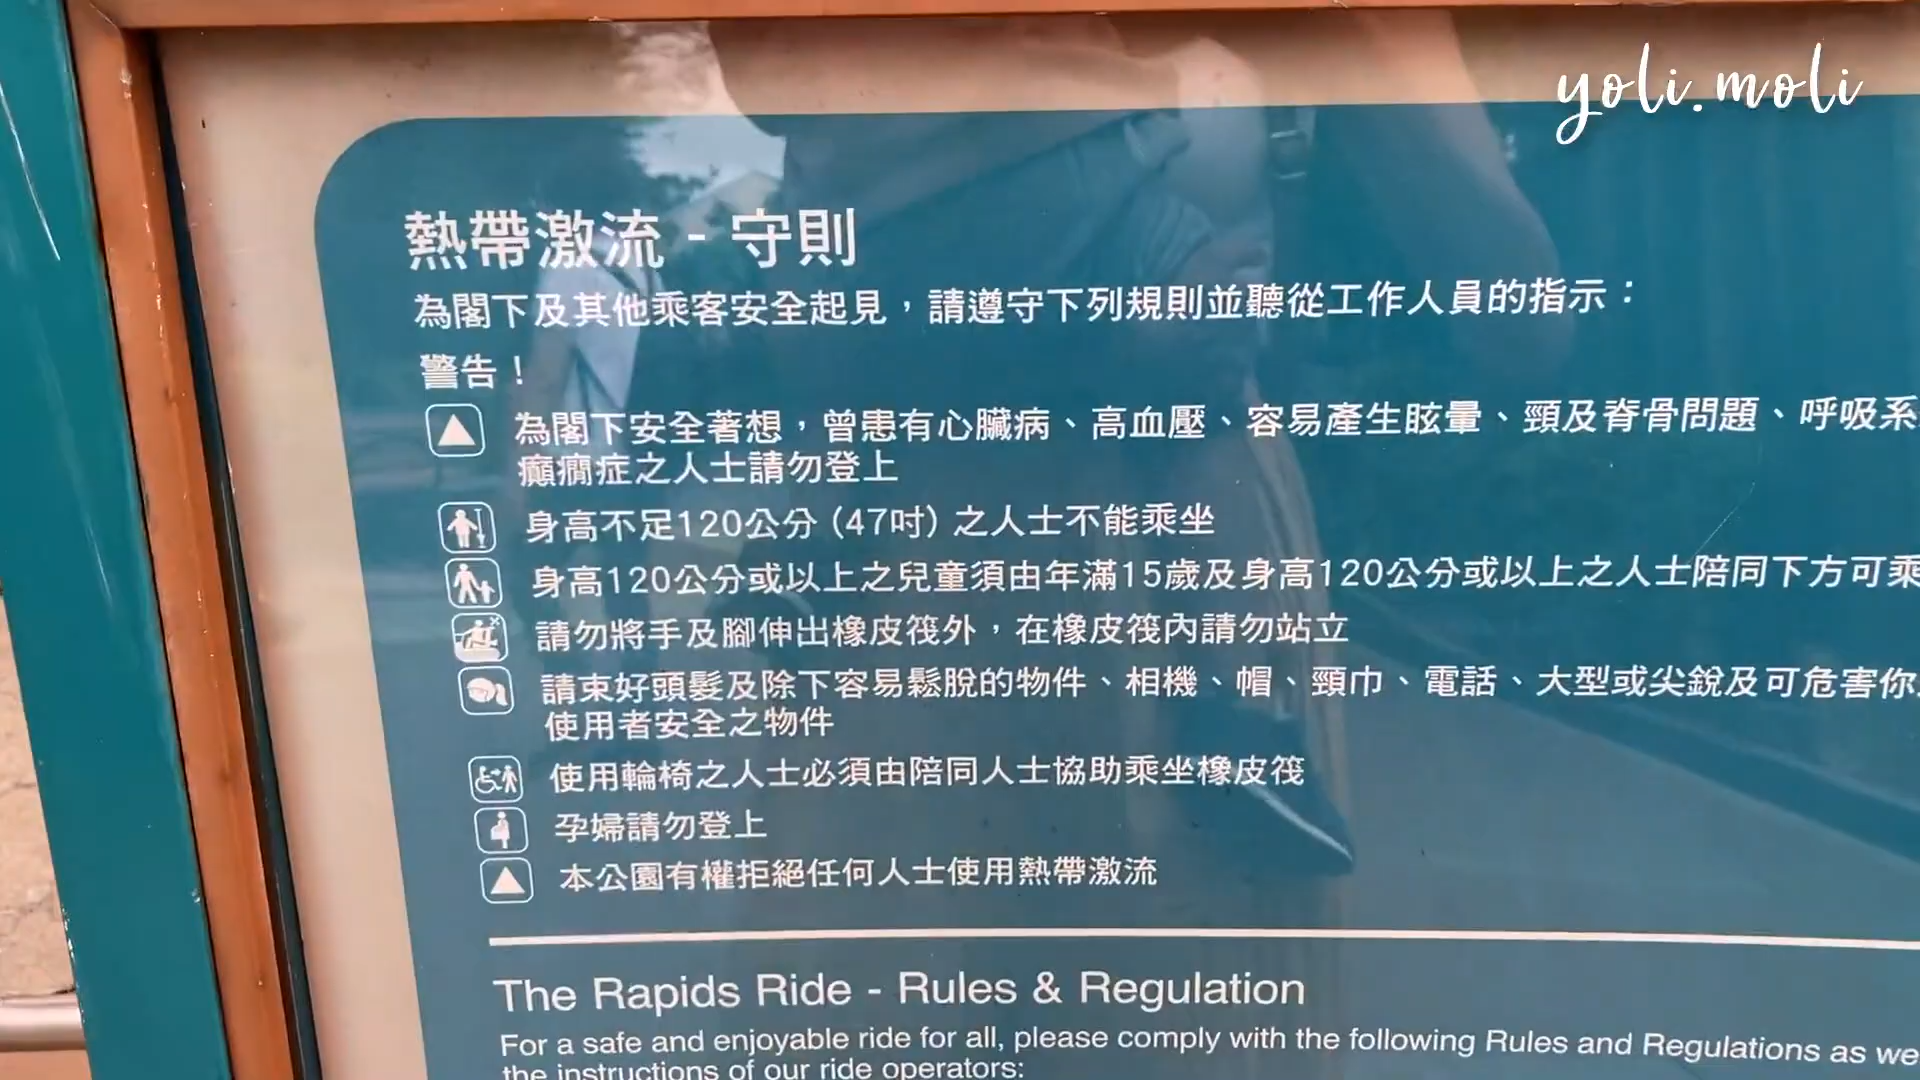 yoli.moli
熱帶激流 - 守則
為閣下及其他乘客安全起見，請遵守下列規則並聽從工作人員的指示：
警告！
為閣下安全著想，曾患有心臟病、高血壓、容易產生眩暈、頸及脊骨問題、呼吸系
癲癇症之人士請勿登上
身高不足120公分 (47吋) 之人士不能乘坐
身高120公分或以上之兒童須由年滿15歲及身高120公分或以上之人士陪同下方可乘
請勿將手及腳伸出橡皮筏外，在橡皮筏內請勿站立
請束好頭髮及除下容易鬆脫的物件、相機、帽、頸巾、電話、大型或尖銳及可危害你
使用者安全之物件
使用輪椅之人士必須由陪同人士協助乘坐橡皮筏
孕婦請勿登上
本公園有權拒絕任何人士使用熱帶激流
The Rapids Ride - Rules & Regulation
For a safe and enjoyable ride for all, please comply with the following Rules and Regulations as we
the instructions of our ride operators: